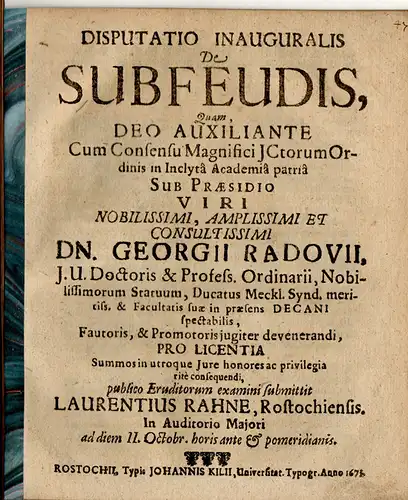 DISPUTATIO INAUGURALIS
De
SUBFEUDIS,
Quam,
DEO AUXILIANTE
Cum Consensu Magnifici JCtorum Or-
dinis in Inclytâ Academiâ patriâ
SUB PRÆSIDIO
VIRI
NOBILISSIMI, AMPLISSIMI ET
CONSULTISSIMI
DN. GEORGII RADOVII,
J.U. Doctoris & Profess. Ordinarii, Nobi-
lissimorum Statuum, Ducatus Meckl. Synd. meri-
tiss. & Facultatis suæ in præsens DECANI
spectabilis,
Fautoris, & Promotoris jugiter devenerandi,
PRO LICENTIA
Summos in utroque Jure honores ac privilegia
ritè consequendi,
publico Eruditorum examini submittit
LAURENTIUS RAHNE, Rostochiensis.
In Auditorio Majori
ad diem 11. Octobr. horis ante & pomeridianis.
ROSTOCHII, Typis JOHANNIS KILII, Universitat. Typogr. Anno